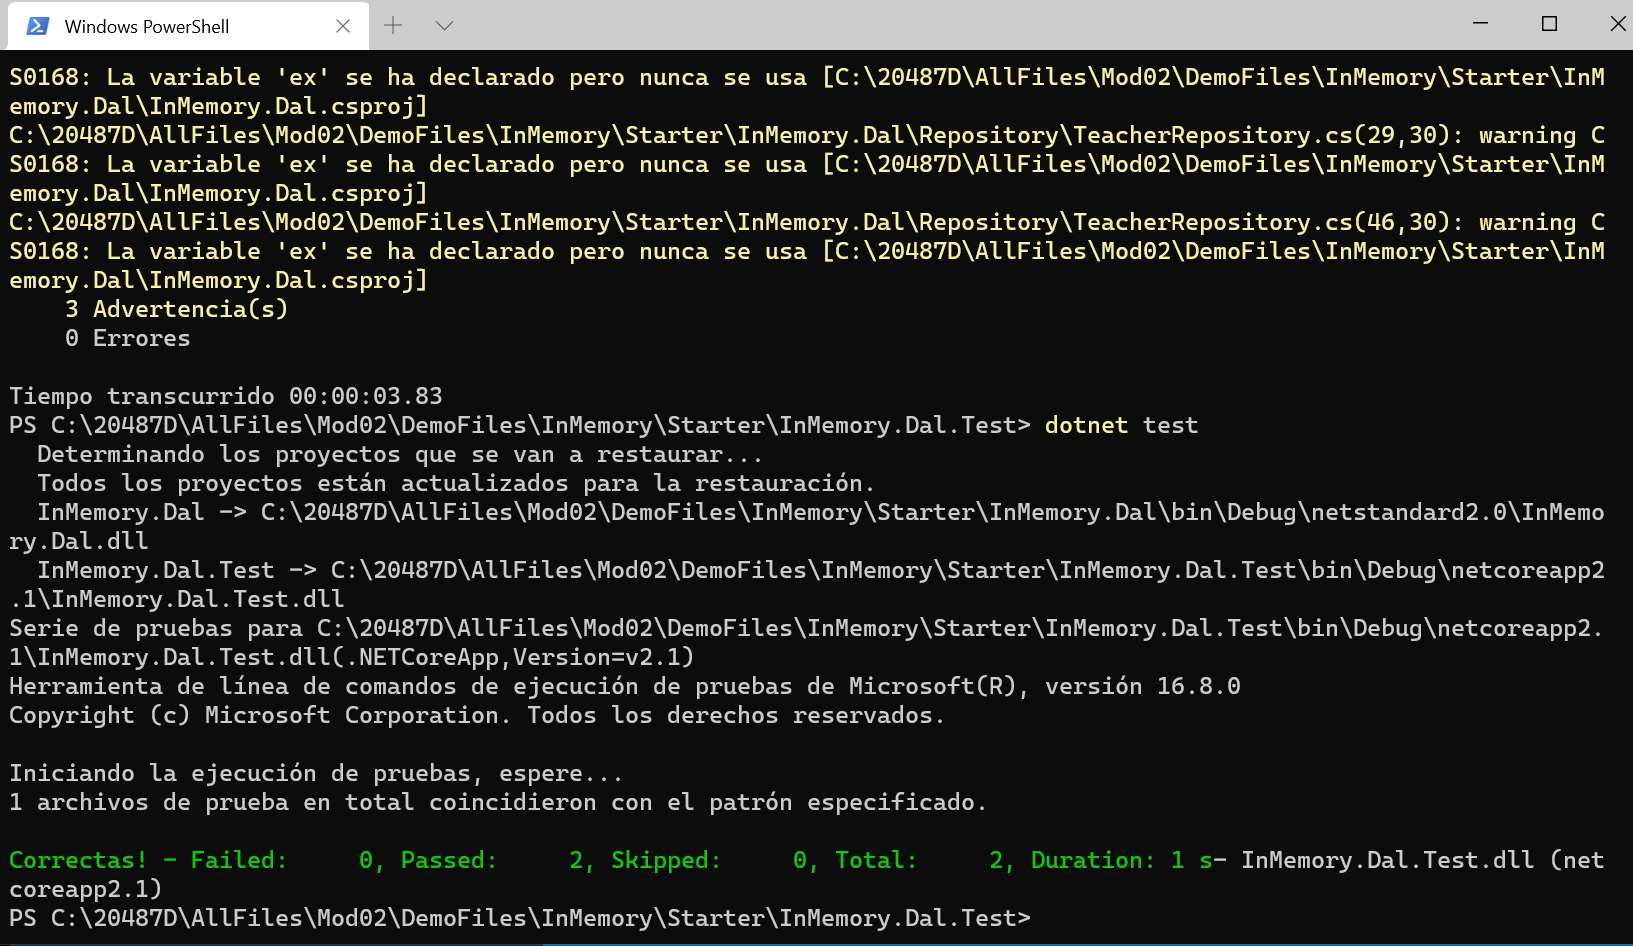 Windows PowerShell
S0168: La variable 'ex' se ha declarado pero nunca se usa [C:\20487D\AllFiles\Mod02\DemoFiles\InMemory\Starter\InM
emory.Dal\InMemory.Dal.csproj]
C:\20487D\AllFiles\Mod02\DemoFiles\InMemory\Starter\InMemory.Dal\Repository\TeacherRepository.cs(29,30): warning C
S0168: La variable 'ex' se ha declarado pero nunca se usa [C:\20487D\AllFiles\Mod02\DemoFiles\InMemory\Starter\InM
emory.Dal\InMemory.Dal.csproj]
C:\20487D\AllFiles\Mod02\DemoFiles\InMemory\Starter\InMemory.Dal\Repository\TeacherRepository.cs(46,30): warning C
S0168: La variable 'ex' se ha declarado pero nunca se usa [C:\20487D\AllFiles\Mod02\DemoFiles\InMemory\Starter\InM
emory.Dal\InMemory.Dal.csproj]
    3 Advertencia(s)
    0 Errores
Tiempo transcurrido 00:00:03.83
PS C:\20487D\AllFiles\Mod02\DemoFiles\InMemory\Starter\InMemory.Dal.Test> dotnet test
  Determinando los proyectos que se van a restaurar...
  Todos los proyectos están actualizados para la restauración.
  InMemory.Dal -> C:\20487D\AllFiles\Mod02\DemoFiles\InMemory\Starter\InMemory.Dal\bin\Debug\netstandard2.0\InMemo
ry.Dal.dll
  InMemory.Dal.Test -> C:\20487D\AllFiles\Mod02\DemoFiles\InMemory\Starter\InMemory.Dal.Test\bin\Debug\netcoreapp2
.1\InMemory.Dal.Test.dll
Serie de pruebas para C:\20487D\AllFiles\Mod02\DemoFiles\InMemory\Starter\InMemory.Dal.Test\bin\Debug\netcoreapp2.
1\InMemory.Dal.Test.dll(.NETCoreApp,Version=v2.1)
Herramienta de línea de comandos de ejecución de pruebas de Microsoft(R), versión 16.8.0
Copyright (c) Microsoft Corporation. Todos los derechos reservados.
Iniciando la ejecución de pruebas, espere...
1 archivos de prueba en total coincidieron con el patrón especificado.
Correctas! - Failed:     0, Passed:     2, Skipped:     0, Total:     2, Duration: 1 s- InMemory.Dal.Test.dll (net
coreapp2.1)
PS C:\20487D\AllFiles\Mod02\DemoFiles\InMemory\Starter\InMemory.Dal.Test>